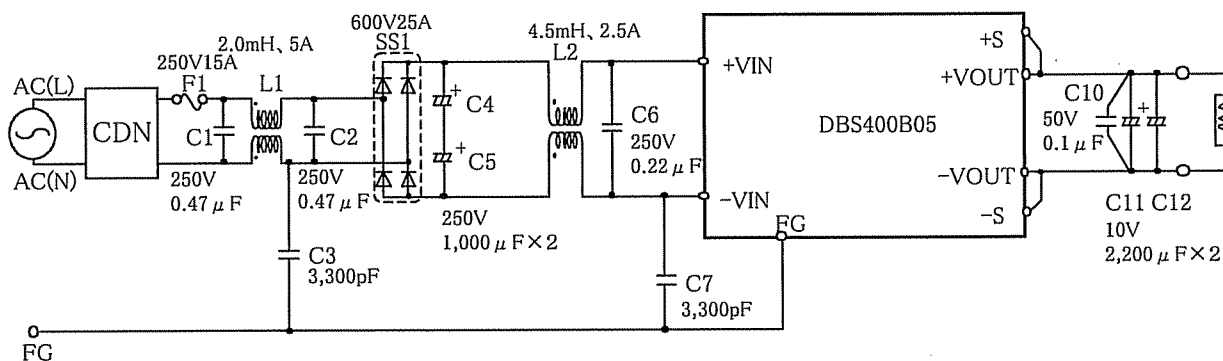 600V25A
SS1
2.0mH、5A
L1
4.5mH、2.5A
L2
250V15A
F1
AC(L)
CDN
AC(N)
C1
250V
0.47μF
C2
250V
0.47μF
C3
3,300pF
+ C4
+ C5
250V
1,000μF×2
C6
250V
0.22μF
C7
3,300pF
+VIN
-VIN
DBS400B05
FG
+S
+VOUT
-VOUT
-S
C10
50V
0.1μF
+
C11 C12
10V
2,200μF×2
FG